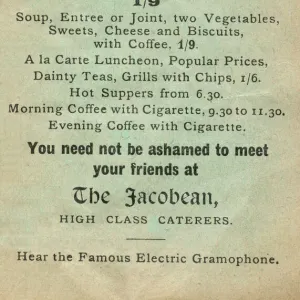 1/9
Soup, Entree or Joint, two Vegetables,
Sweets, Cheese and Biscuits,
with Coffee, 1/9.
A la Carte Luncheon, Popular Prices,
Dainty Teas, Grills with Chips, 1/6.
Hot Suppers from 6.30.
Morning Coffee with Cigarette, 9.30 to 11.30.
Evening Coffee with Cigarette.
You need not be ashamed to meet
your friends at
The Jacobean,
HIGH CLASS CATERERS.
Hear the Famous Electric Gramophone.